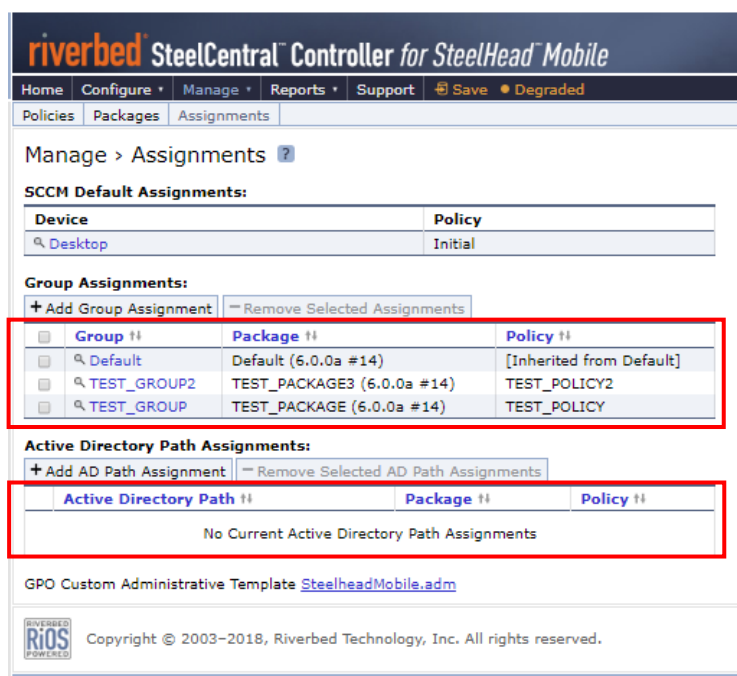 riverbed SteelCentral™ Controller for SteelHead™ Mobile
Home Configure Manage Reports Support Save Degraded
Policies Packages Assignments
Manage › Assignments ?
SCCM Default Assignments:
Device Policy
Desktop Initial
Group Assignments:
+Add Group Assignment −Remove Selected Assignments
Group Package Policy
Default Default (6.0.0a #14) [Inherited from Default]
TEST_GROUP2 TEST_PACKAGE3 (6.0.0a #14) TEST_POLICY2
TEST_GROUP TEST_PACKAGE (6.0.0a #14) TEST_POLICY
Active Directory Path Assignments:
+Add AD Path Assignment −Remove Selected AD Path Assignments
Active Directory Path Package Policy
No Current Active Directory Path Assignments
GPO Custom Administrative Template SteelheadMobile.adm
RIVERBED
RiOS
POWERED
Copyright © 2003–2018, Riverbed Technology, Inc. All rights reserved.